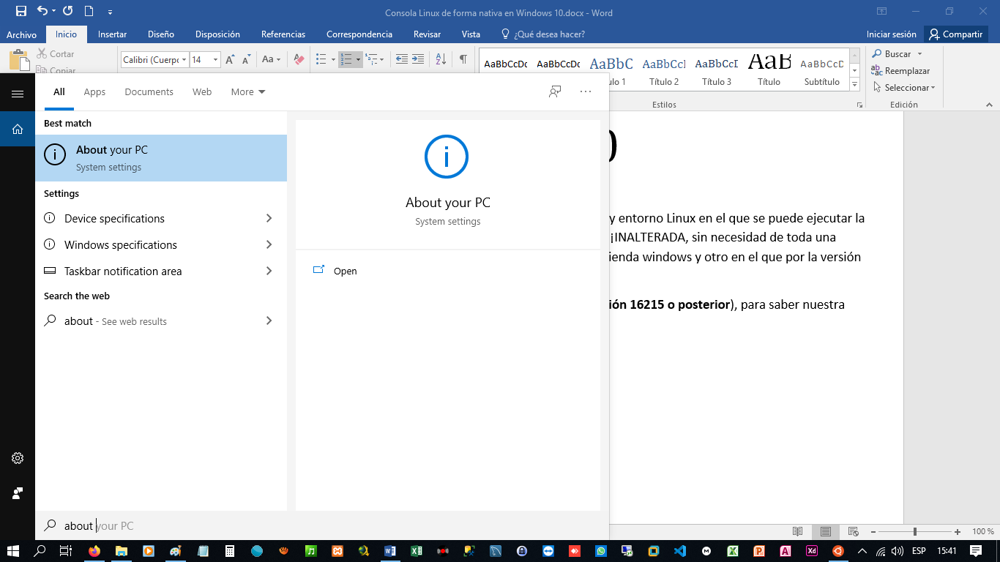 Consola Linux de forma nativa en Windows 10.docx - Word
Archivo Inicio Insertar Diseño Disposición Referencias Correspondencia Revisar Vista ¿Qué desea hacer? Iniciar sesión Compartir
Cortar
Copiar
Calibri (Cuerpo 14
Aa
AaBbCcDc AaBbCcDc AaBbC AaBbCcI AaBbCcD AaB AaBbCcD
ulo 1 Título 2 Título 3 Título Subtítulo
Estilos
Buscar
Reemplazar
Seleccionar
Edición
All Apps Documents Web More
Best match
About your PC
System settings
Settings
Device specifications
Windows specifications
Taskbar notification area
Search the web
about - See web results
About your PC
System settings
Open
)
y entorno Linux en el que se puede ejecutar la
¡INALTERADA, sin necesidad de toda una
ienda windows y otro en el que por la versión
ión 16215 o posterior), para saber nuestra
about your PC
100 %
ESP 15:41